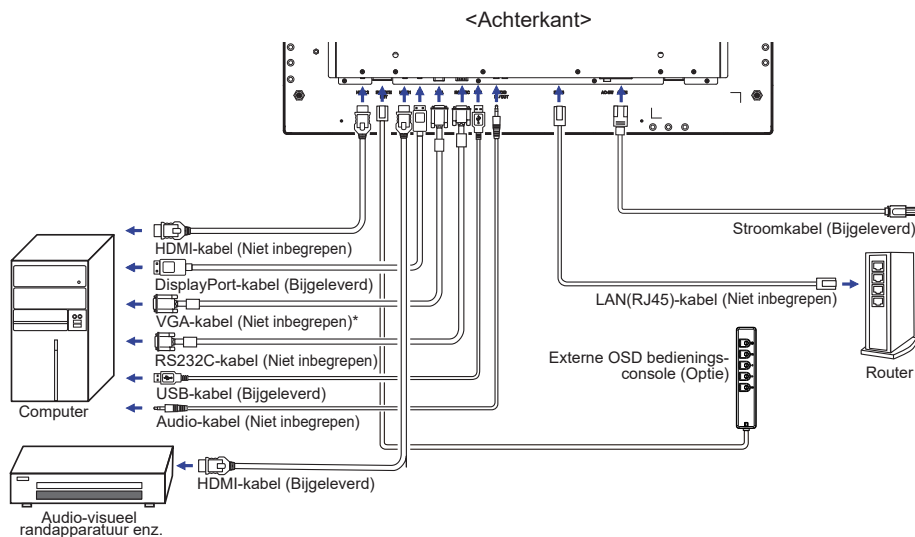 <Achterkant>
HDMI-kabel (Niet inbegrepen)
DisplayPort-kabel (Bijgeleverd)
VGA-kabel (Niet inbegrepen)*
RS232C-kabel (Niet inbegrepen)
USB-kabel (Bijgeleverd)
Audio-kabel (Niet inbegrepen)
Computer
HDMI-kabel (Bijgeleverd)
Audio-visueel
randapparatuur enz.
Stroomkabel (Bijgeleverd)
LAN(RJ45)-kabel (Niet inbegrepen)
Externe OSD bedienings-
console (Optie)
Router